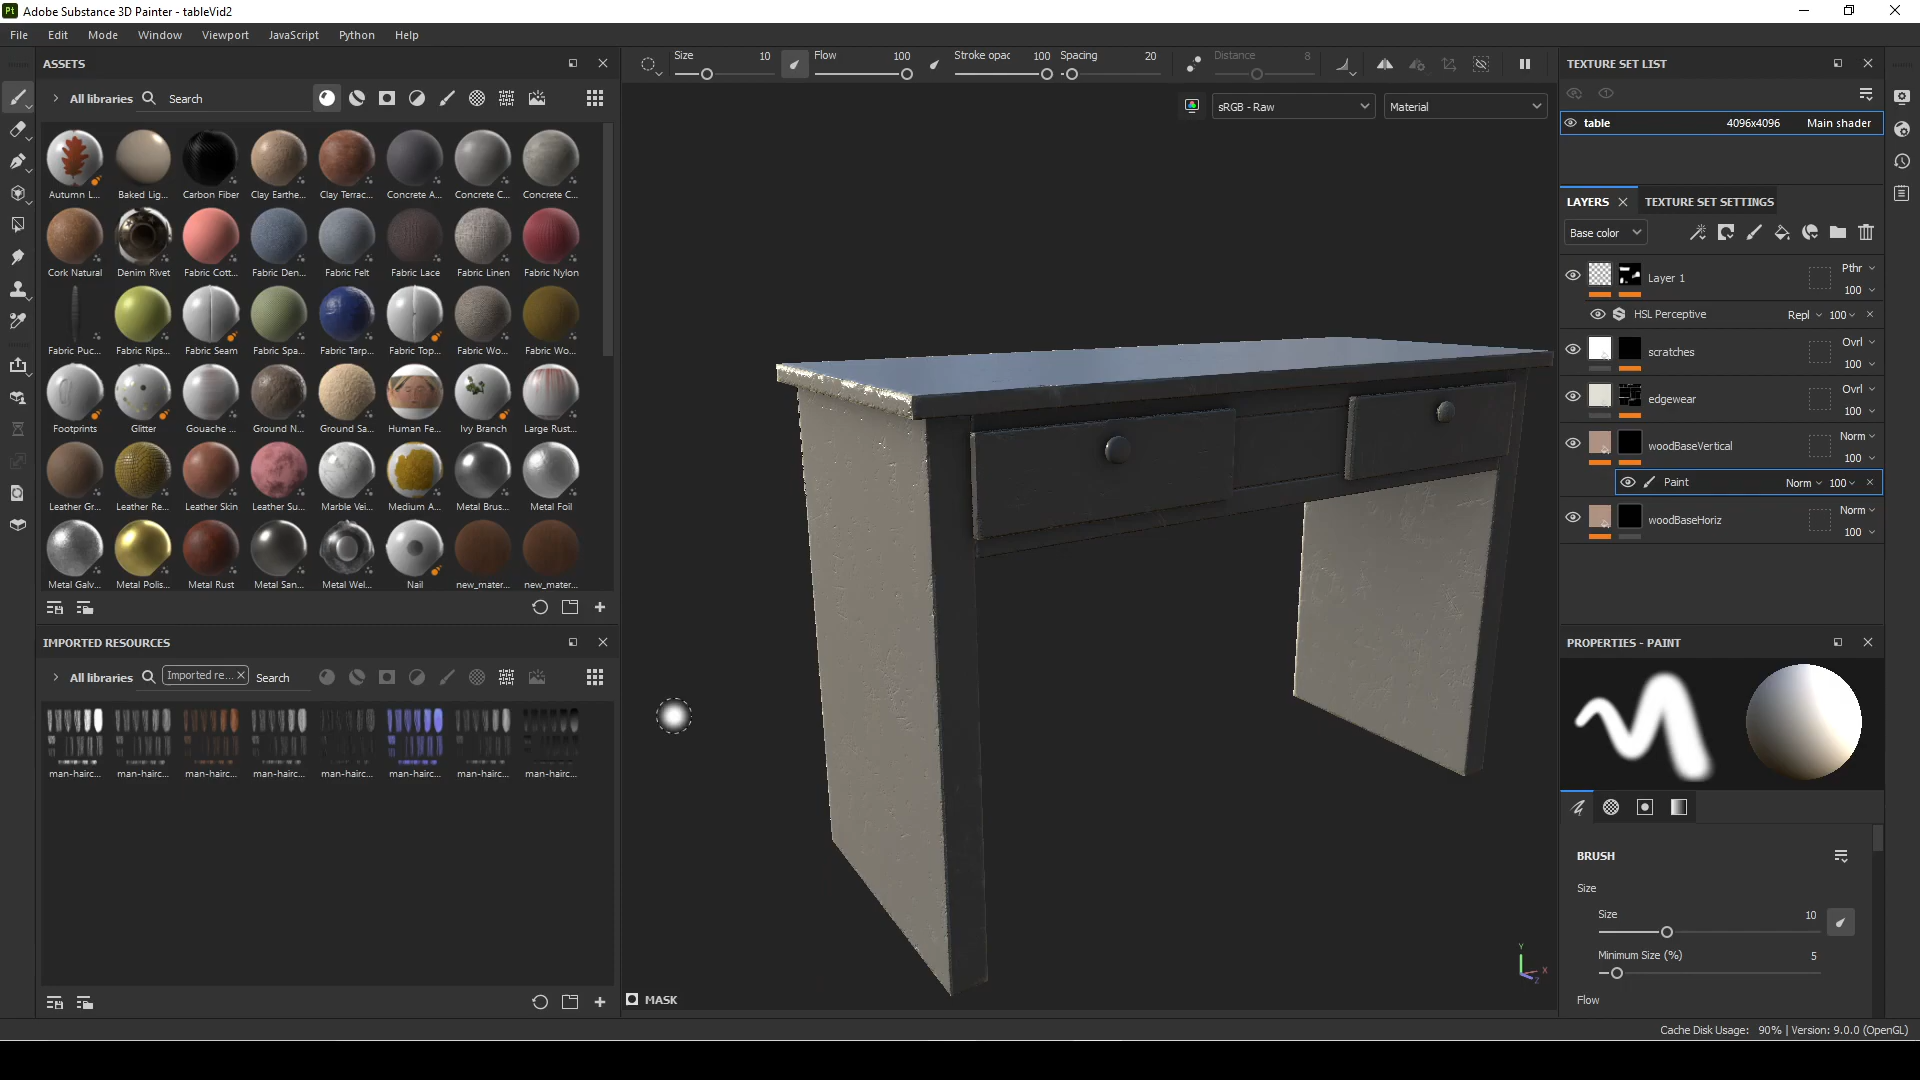 Pt Adobe Substance 3D Painter - tableVid2
File Edit Mode Window Viewport JavaScript Python Help
ASSETS
All libraries Search
Autumn L... Baked Lig... Carbon Fiber Clay Earthe... Clay Terrac... Concrete A... Concrete C... Concrete C...
Cork Natural Denim Rivet Fabric Cott... Fabric Den... Fabric Felt Fabric Lace Fabric Linen Fabric Nylon
Fabric Puc... Fabric Rips... Fabric Seam Fabric Spa... Fabric Tarp... Fabric Top... Fabric Wo... Fabric Wo...
Footprints Glitter Gouache ... Ground N... Ground Sa... Human Fe... Ivy Branch Large Rust...
Leather Gr... Leather Re... Leather Skin Leather Su... Marble Vei... Medium A... Metal Brus... Metal Foil
Metal Galv... Metal Polis... Metal Rust Metal San... Metal Wel... Nail new_mater... new_mater...
IMPORTED RESOURCES
All libraries Imported re... Search
man-hairc... man-hairc... man-hairc... man-hairc... man-hairc... man-hairc... man-hairc... man-hairc...
Size 10 Flow 100 Stroke opac 100 Spacing 20 Distance 8
sRGB - Raw Material
Y
X
Z
MASK
TEXTURE SET LIST
table 4096x4096 Main shader
LAYERS TEXTURE SET SETTINGS
Base color
Layer 1 Pthr
100
HSL Perceptive Repl 100
scratches Ovrl
100
edgewear Ovrl
100
woodBaseVertical Norm
100
Paint Norm 100
woodBaseHoriz Norm
100
PROPERTIES - PAINT
BRUSH
Size
Size 10
Minimum Size (%) 5
Flow
Cache Disk Usage: 90% | Version: 9.0.0 (OpenGL)